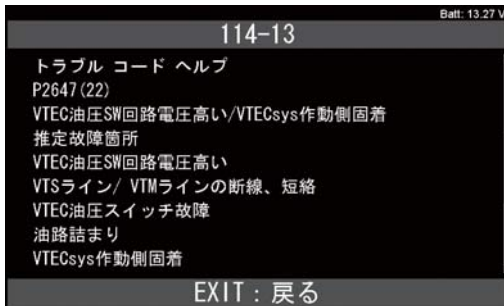 Batt: 13.27 V
114-13
トラブル コード ヘルプ
P2647(22)
VTEC油圧SW回路電圧高い/VTECsys作動側固着
推定故障箇所
VTEC油圧SW回路電圧高い
VTSライン/ VTMラインの断線、短絡
VTEC油圧スイッチ故障
油路詰まり
VTECsys作動側固着
EXIT：戻る